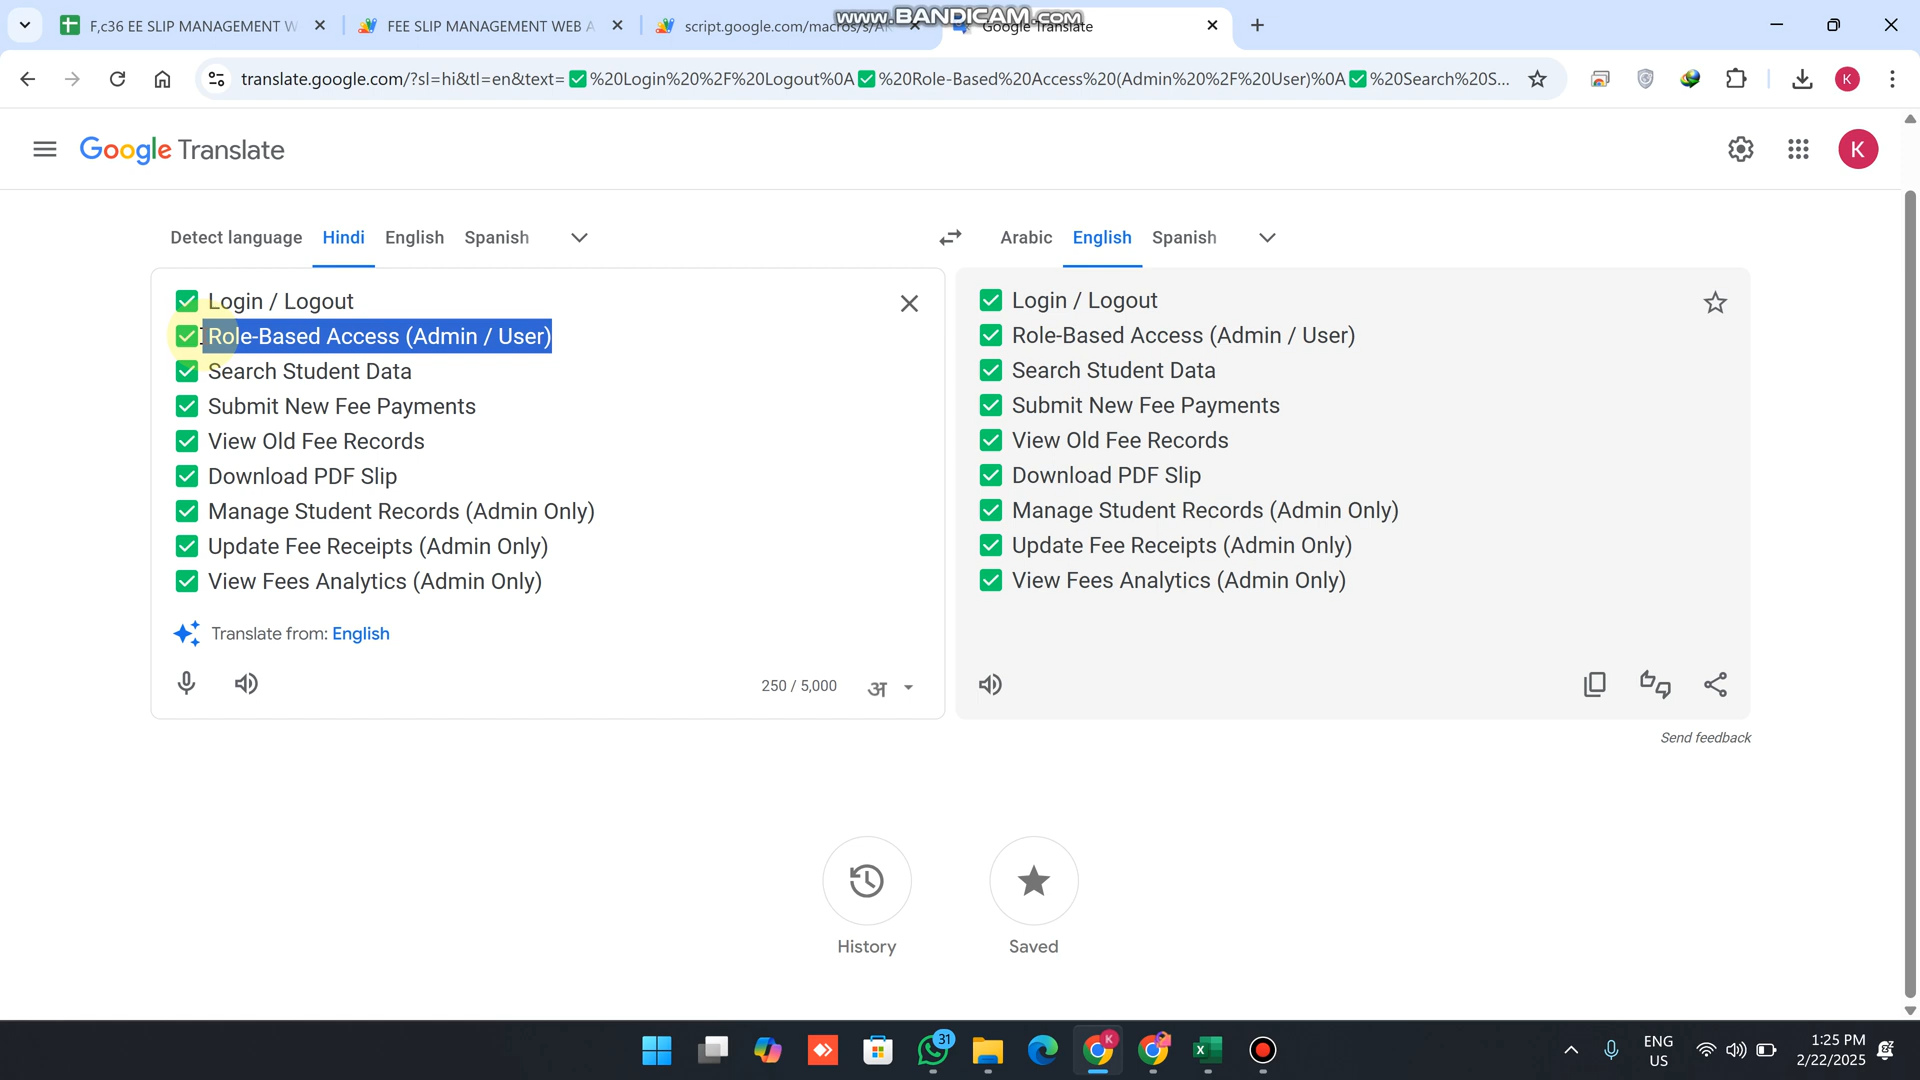 www.BANDICAM.com
F,c36 EE SLIP MANAGEMENT W
FEE SLIP MANAGEMENT WEB A
script.google.com/macros/s/A
Google Translate
translate.google.com/?sl=hi&tl=en&text=✅%20Login%20%2F%20Logout%0A✅%20Role-Based%20Access%20(Admin%20%2F%20User)%0A✅%20Search%20S...
K
Google Translate
K
Detect language Hindi English Spanish
Arabic English Spanish
✅ Login / Logout
✅ Role-Based Access (Admin / User)
✅ Search Student Data
✅ Submit New Fee Payments
✅ View Old Fee Records
✅ Download PDF Slip
✅ Manage Student Records (Admin Only)
✅ Update Fee Receipts (Admin Only)
✅ View Fees Analytics (Admin Only)
Translate from: English
250 / 5,000
अ
✅ Login / Logout
✅ Role-Based Access (Admin / User)
✅ Search Student Data
✅ Submit New Fee Payments
✅ View Old Fee Records
✅ Download PDF Slip
✅ Manage Student Records (Admin Only)
✅ Update Fee Receipts (Admin Only)
✅ View Fees Analytics (Admin Only)
Send feedback
History
Saved
31
K
ENG
US
1:25 PM
2/22/2025